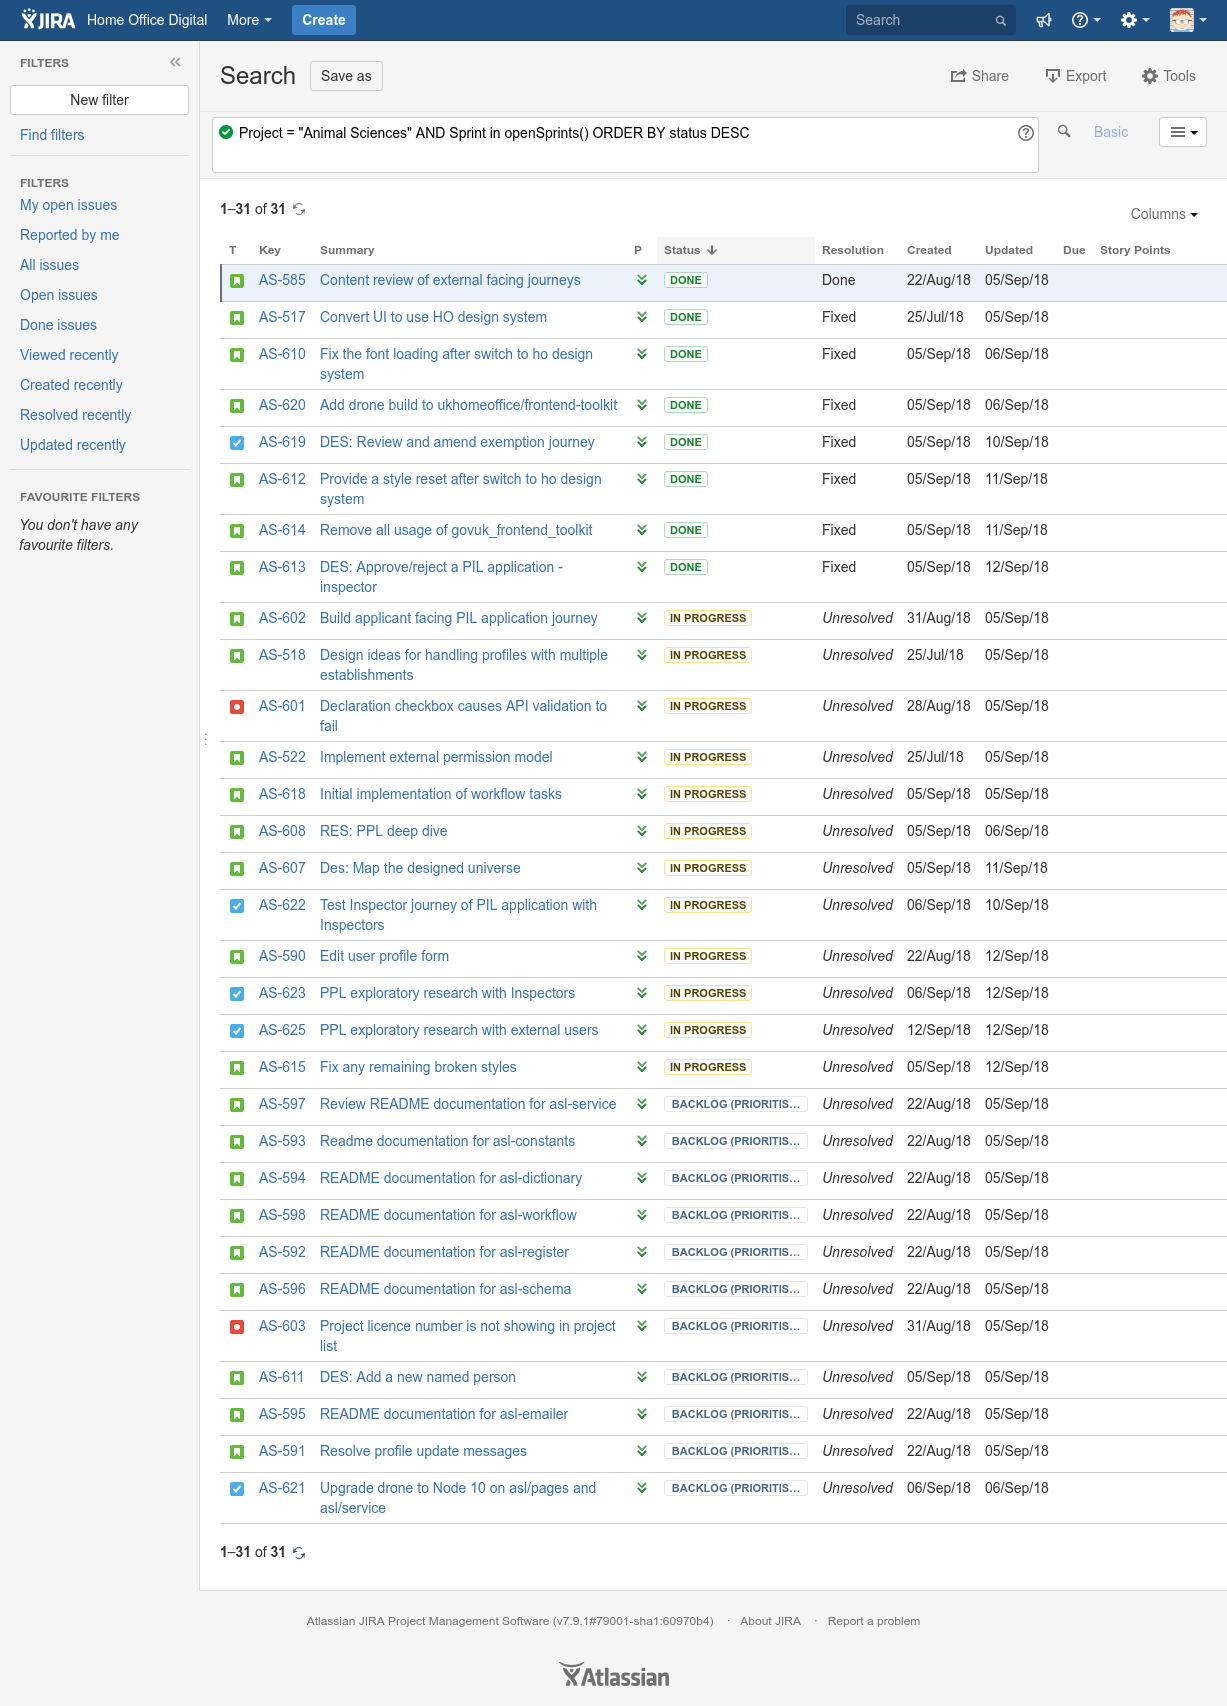 JIRA Home Office Digital More Create Search
FILTERS
New filter
Find filters
FILTERS
My open issues
Reported by me
All issues
Open issues
Done issues
Viewed recently
Created recently
Resolved recently
Updated recently
FAVOURITE FILTERS
You don't have any
favourite filters.
Search Save as Share Export Tools
Project = "Animal Sciences" AND Sprint in openSprints() ORDER BY status DESC Basic
1–31 of 31
Columns
T Key Summary P Status Resolution Created Updated Due Story Points
AS-585 Content review of external facing journeys DONE Done 22/Aug/18 05/Sep/18
AS-517 Convert UI to use HO design system DONE Fixed 25/Jul/18 05/Sep/18
AS-610 Fix the font loading after switch to ho design DONE Fixed 05/Sep/18 06/Sep/18
system
AS-620 Add drone build to ukhomeoffice/frontend-toolkit DONE Fixed 05/Sep/18 06/Sep/18
AS-619 DES: Review and amend exemption journey DONE Fixed 05/Sep/18 10/Sep/18
AS-612 Provide a style reset after switch to ho design DONE Fixed 05/Sep/18 11/Sep/18
system
AS-614 Remove all usage of govuk_frontend_toolkit DONE Fixed 05/Sep/18 11/Sep/18
AS-613 DES: Approve/reject a PIL application - DONE Fixed 05/Sep/18 12/Sep/18
inspector
AS-602 Build applicant facing PIL application journey IN PROGRESS Unresolved 31/Aug/18 05/Sep/18
AS-518 Design ideas for handling profiles with multiple IN PROGRESS Unresolved 25/Jul/18 05/Sep/18
establishments
AS-601 Declaration checkbox causes API validation to IN PROGRESS Unresolved 28/Aug/18 05/Sep/18
fail
AS-522 Implement external permission model IN PROGRESS Unresolved 25/Jul/18 05/Sep/18
AS-618 Initial implementation of workflow tasks IN PROGRESS Unresolved 05/Sep/18 05/Sep/18
AS-608 RES: PPL deep dive IN PROGRESS Unresolved 05/Sep/18 06/Sep/18
AS-607 Des: Map the designed universe IN PROGRESS Unresolved 05/Sep/18 11/Sep/18
AS-622 Test Inspector journey of PIL application with IN PROGRESS Unresolved 06/Sep/18 10/Sep/18
Inspectors
AS-590 Edit user profile form IN PROGRESS Unresolved 22/Aug/18 12/Sep/18
AS-623 PPL exploratory research with Inspectors IN PROGRESS Unresolved 06/Sep/18 12/Sep/18
AS-625 PPL exploratory research with external users IN PROGRESS Unresolved 12/Sep/18 12/Sep/18
AS-615 Fix any remaining broken styles IN PROGRESS Unresolved 05/Sep/18 12/Sep/18
AS-597 Review README documentation for asl-service BACKLOG (PRIORITIS... Unresolved 22/Aug/18 05/Sep/18
AS-593 Readme documentation for asl-constants BACKLOG (PRIORITIS... Unresolved 22/Aug/18 05/Sep/18
AS-594 README documentation for asl-dictionary BACKLOG (PRIORITIS... Unresolved 22/Aug/18 05/Sep/18
AS-598 README documentation for asl-workflow BACKLOG (PRIORITIS... Unresolved 22/Aug/18 05/Sep/18
AS-592 README documentation for asl-register BACKLOG (PRIORITIS... Unresolved 22/Aug/18 05/Sep/18
AS-596 README documentation for asl-schema BACKLOG (PRIORITIS... Unresolved 22/Aug/18 05/Sep/18
AS-603 Project licence number is not showing in project BACKLOG (PRIORITIS... Unresolved 31/Aug/18 05/Sep/18
list
AS-611 DES: Add a new named person BACKLOG (PRIORITIS... Unresolved 05/Sep/18 05/Sep/18
AS-595 README documentation for asl-emailer BACKLOG (PRIORITIS... Unresolved 22/Aug/18 05/Sep/18
AS-591 Resolve profile update messages BACKLOG (PRIORITIS... Unresolved 22/Aug/18 05/Sep/18
AS-621 Upgrade drone to Node 10 on asl/pages and BACKLOG (PRIORITIS... Unresolved 06/Sep/18 06/Sep/18
asl/service
1–31 of 31
Atlassian JIRA Project Management Software (v7.9.1#79001-sha1:60970b4) · About JIRA · Report a problem
Atlassian